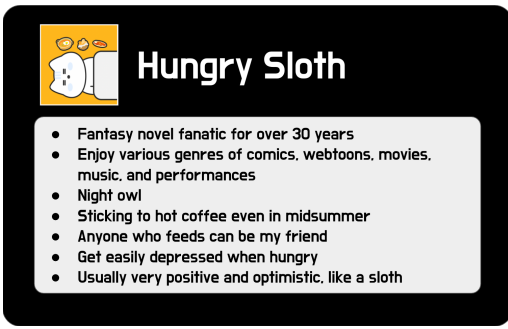 Hungry Sloth
● Fantasy novel fanatic for over 30 years
● Enjoy various genres of comics, webtoons, movies,
music, and performances
● Night owl
● Sticking to hot coffee even in midsummer
● Anyone who feeds can be my friend
● Get easily depressed when hungry
● Usually very positive and optimistic, like a sloth